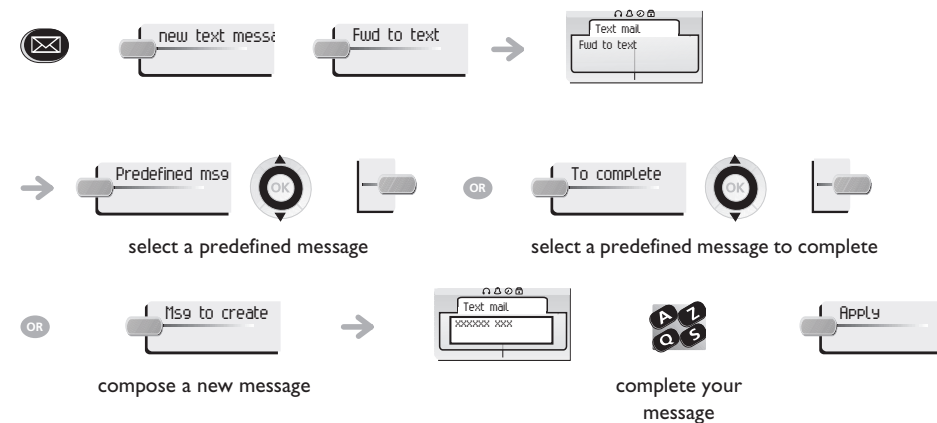 new text messa
Fwd to text
Text mail
Fwd to text
Predefined msg
OK
OR
To complete
OK
select a predefined message
select a predefined message to complete
OR
Msg to create
Text mail
xxxxxx xxx
A Z
Q S
Apply
compose a new message
complete your
message